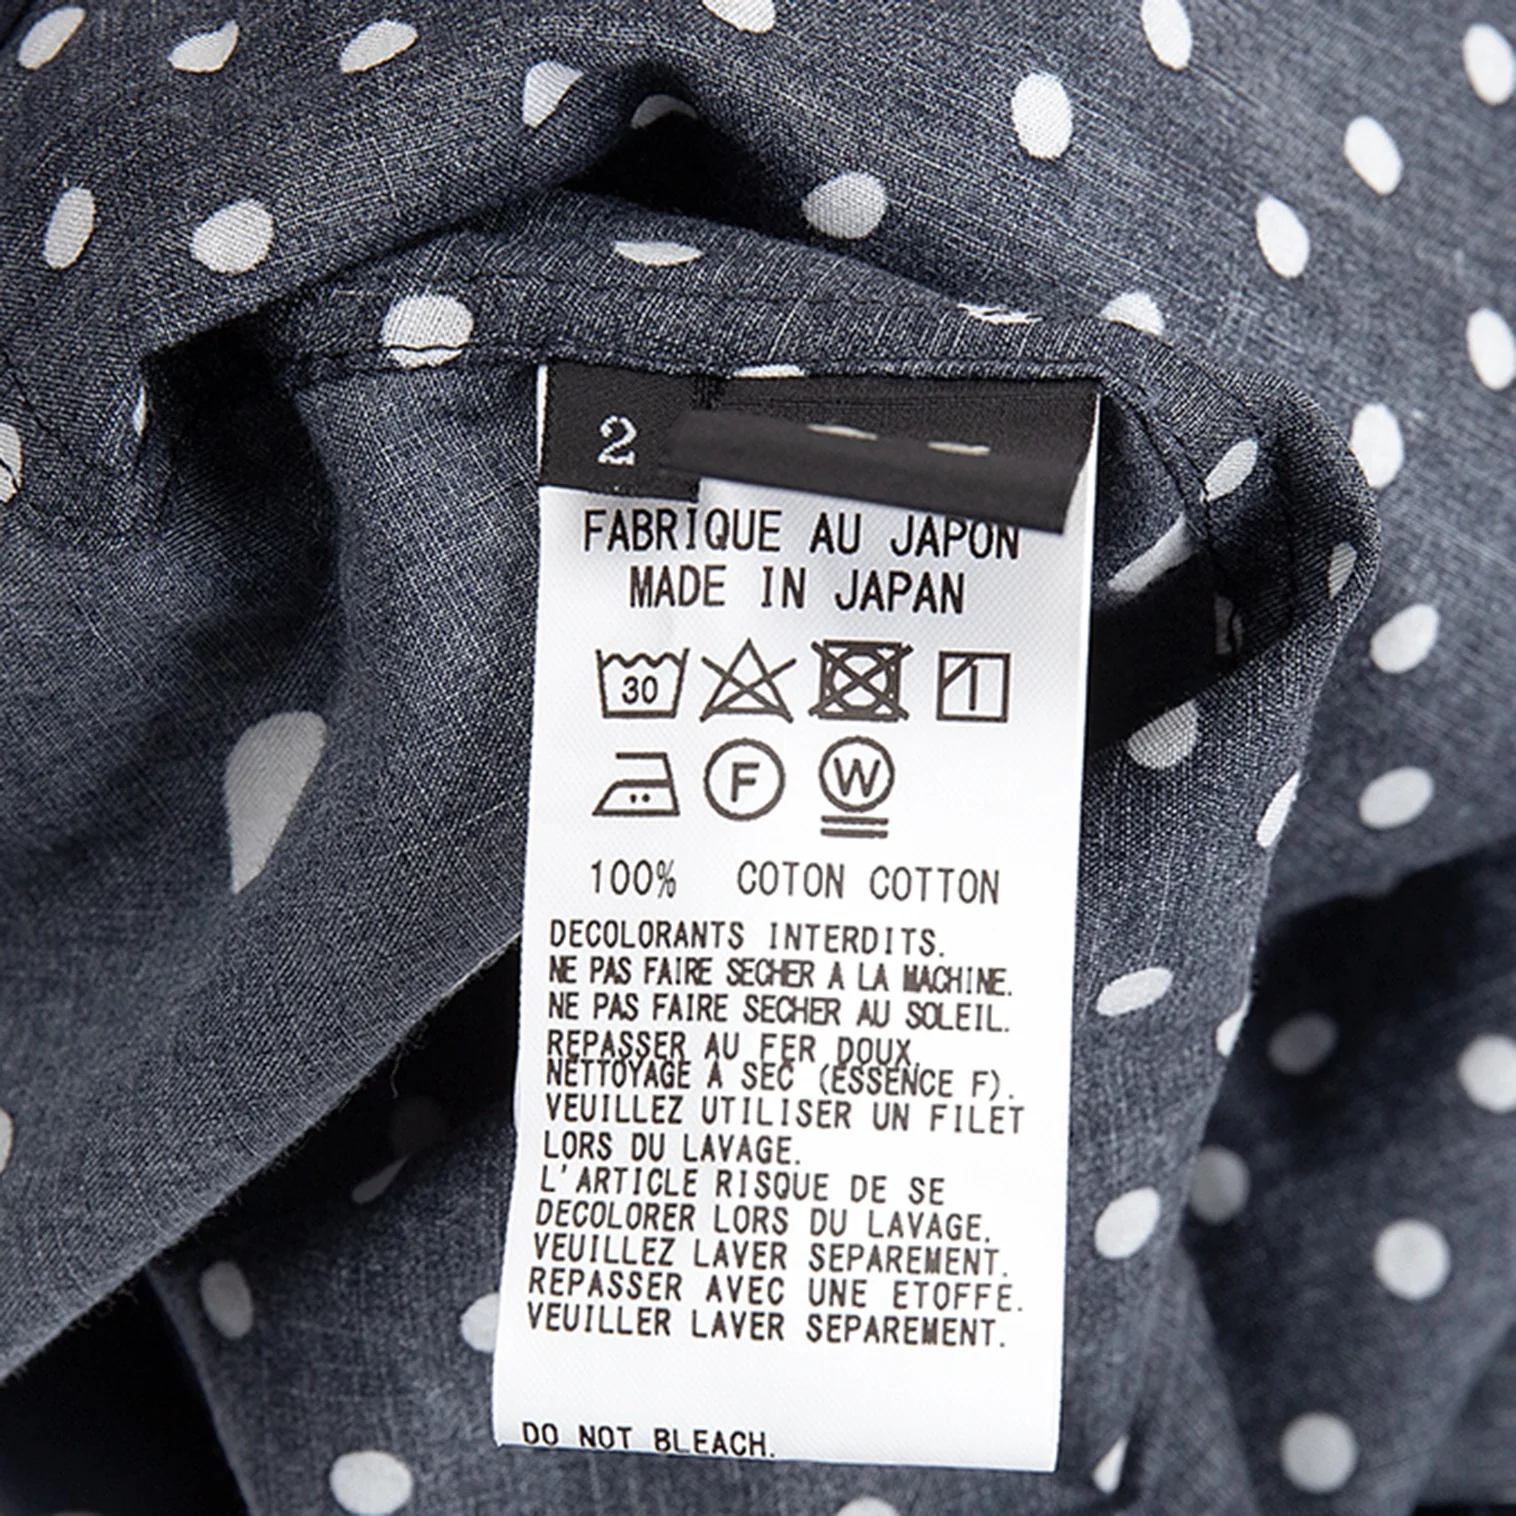 2
FABRIQUE AU JAPON
MADE IN JAPAN
30
F W
100% COTON COTTON
DECOLORANTS INTERDITS.
NE PAS FAIRE SECHER A LA MACHINE.
NE PAS FAIRE SECHER AU SOLEIL.
REPASSER AU FER DOUX.
NETTOYAGE A SEC (ESSENCE F).
VEUILLEZ UTILISER UN FILET
LORS DU LAVAGE.
L'ARTICLE RISQUE DE SE
DECOLORER LORS DU LAVAGE.
VEUILLEZ LAVER SEPAREMENT.
REPASSER AVEC UNE ETOFFE.
VEUILLER LAVER SEPAREMENT.
DO NOT BLEACH.